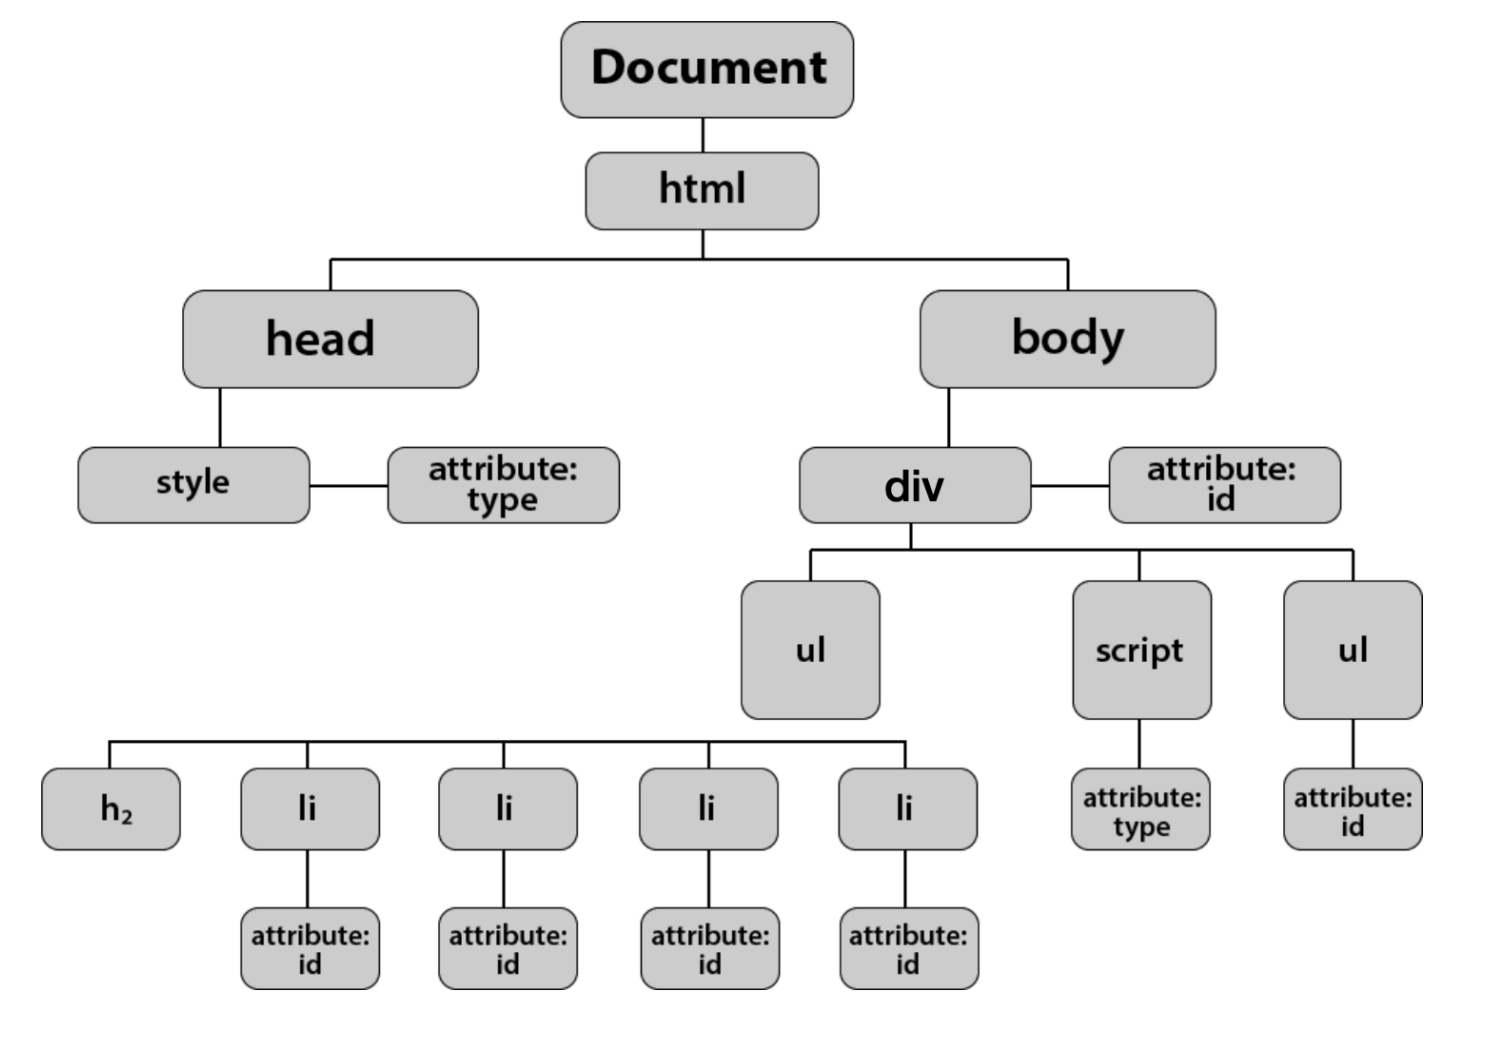 Document
html
head
body
style
attribute:
type
div
attribute:
id
ul
script
ul
h₂
li
li
li
li
attribute:
type
attribute:
id
attribute:
id
attribute:
id
attribute:
id
attribute:
id